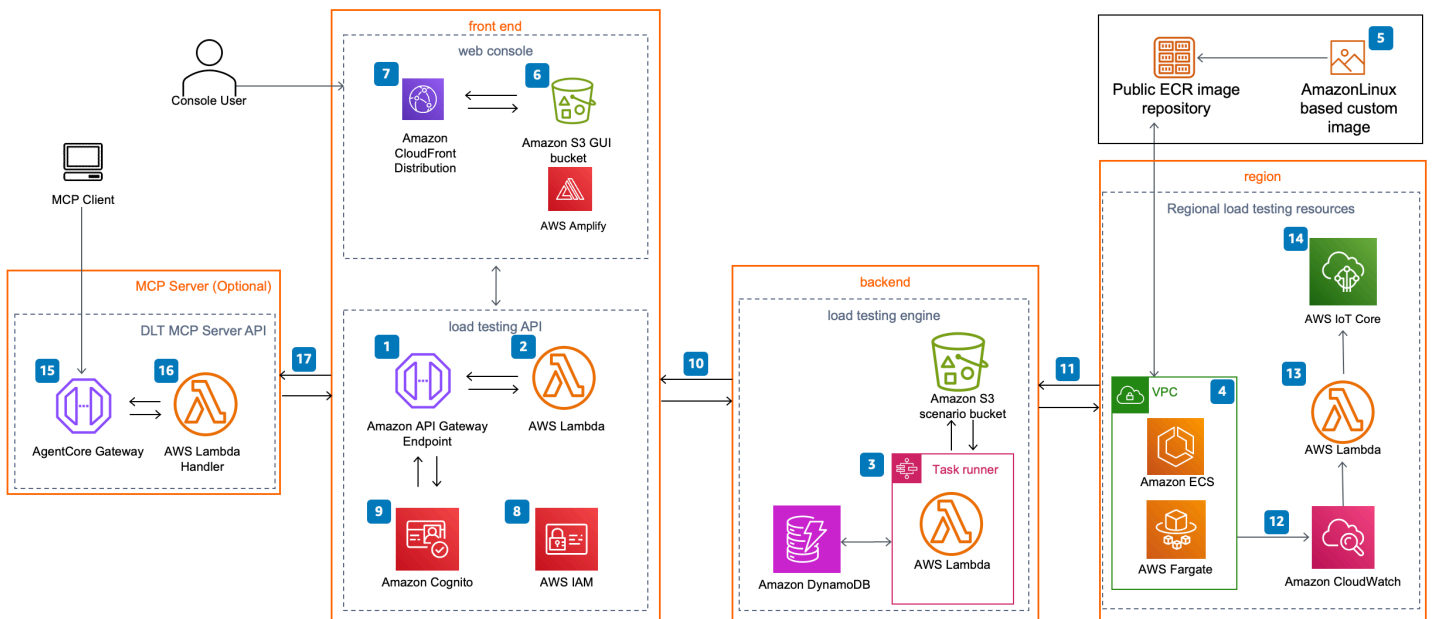 Console User
MCP Client
MCP Server (Optional)
DLT MCP Server API
15
AgentCore Gateway
16
AWS Lambda
Handler
17
front end
web console
7
Amazon
CloudFront
Distribution
6
Amazon S3 GUI
bucket
AWS Amplify
load testing API
1
Amazon API Gateway
Endpoint
2
AWS Lambda
9
Amazon Cognito
8
AWS IAM
10
backend
load testing engine
Amazon S3
scenario bucket
3
Task runner
AWS Lambda
Amazon DynamoDB
11
Public ECR image
repository
5
AmazonLinux
based custom
image
region
Regional load testing resources
14
AWS IoT Core
13
AWS Lambda
VPC
4
Amazon ECS
AWS Fargate
12
Amazon CloudWatch